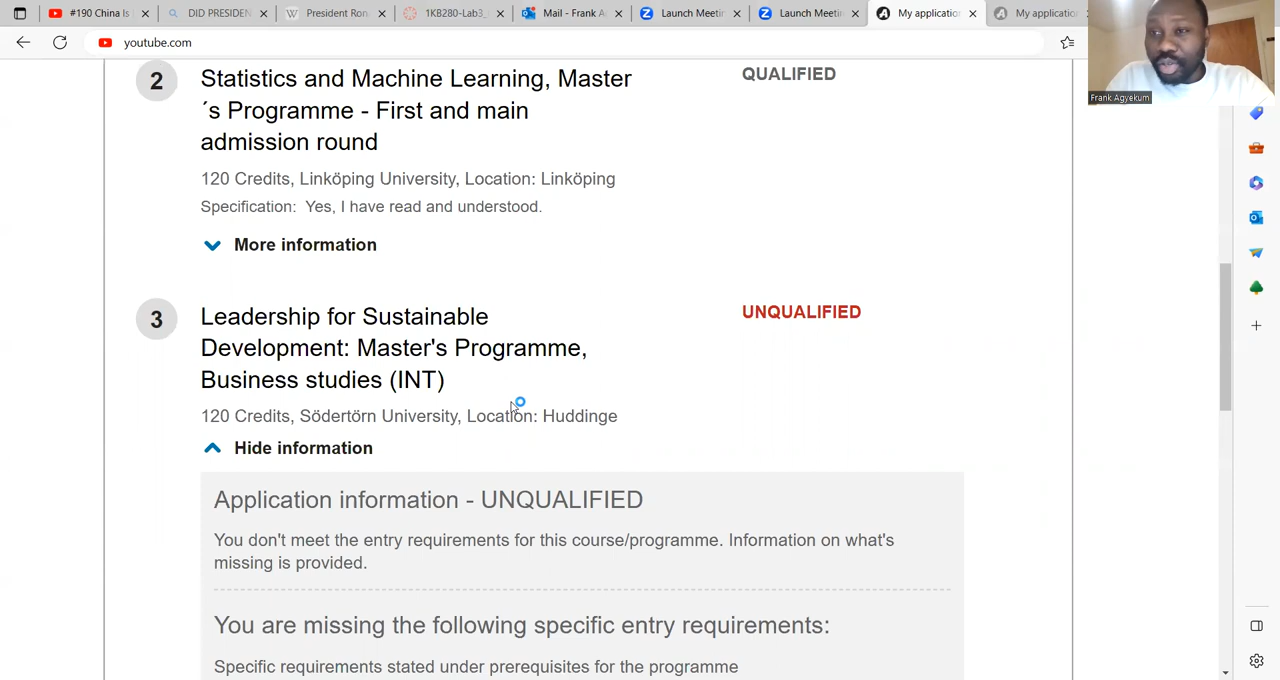 #190 China Is
DID PRESIDEN
President Ron
1KB280-Lab3_
Mail - Frank A
Launch Meetin
Launch Meetin
My application
My application
youtube.com
Frank Agyekum
2
Statistics and Machine Learning, Master
´s Programme - First and main
admission round
QUALIFIED
120 Credits, Linköping University, Location: Linköping
Specification: Yes, I have read and understood.
More information
3
Leadership for Sustainable
Development: Master's Programme,
Business studies (INT)
UNQUALIFIED
120 Credits, Södertörn University, Location: Huddinge
Hide information
Application information - UNQUALIFIED
You don't meet the entry requirements for this course/programme. Information on what's
missing is provided.
You are missing the following specific entry requirements:
Specific requirements stated under prerequisites for the programme